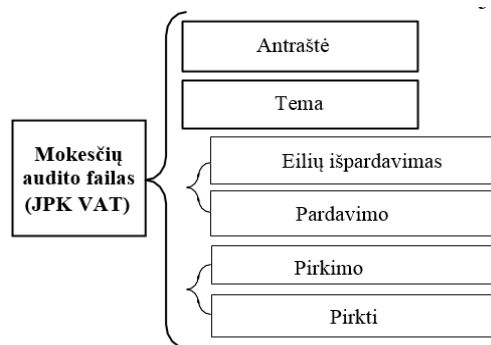 Antraštė
Tema
Mokesčių
audito failas
(JPK VAT)
Eilių išpardavimas
Pardavimo
Pirkimo
Pirkti